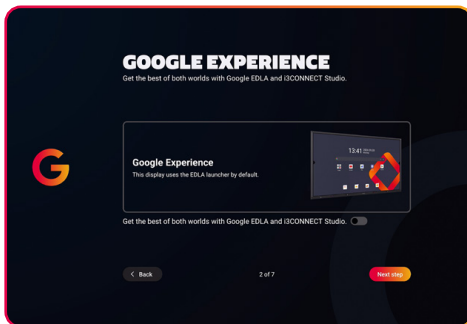 GOOGLE EXPERIENCE
Get the best of both worlds with Google EDLA and i3CONNECT Studio.
Google Experience
This display uses the EDLA launcher by default.
13:41
Get the best of both worlds with Google EDLA and i3CONNECT Studio.
Back
2 of 7
Next step